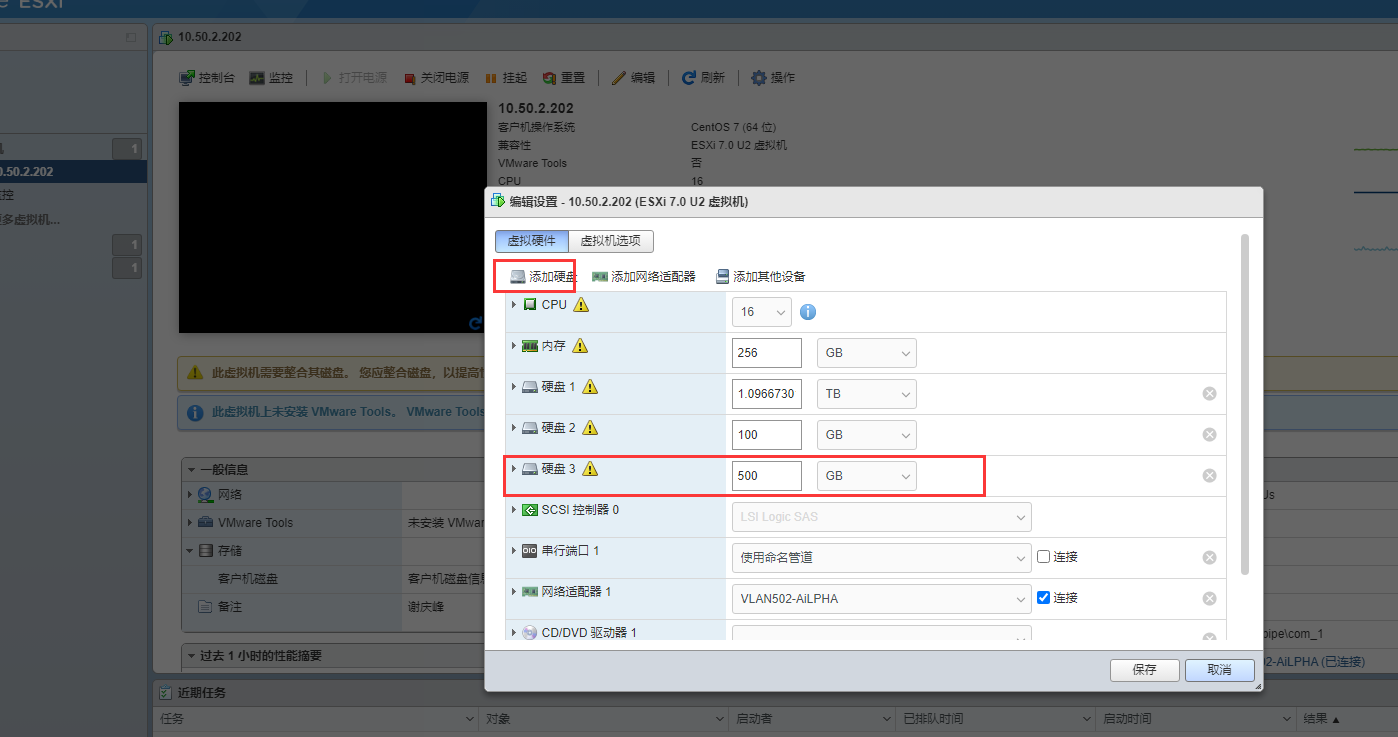 ESXi
10.50.2.202
控制台 监控 打开电源 关闭电源 挂起 重置 编辑 刷新 操作
10.50.2.202
客户机操作系统 CentOS 7 (64 位)
兼容性 ESXi 7.0 U2 虚拟机
VMware Tools 否
CPU 16
1
0.50.2.202
监控
更多虚拟机...
1
1
此虚拟机需要整合其磁盘。 您应整合磁盘，以提高
此虚拟机上未安装 VMware Tools。 VMware Tools
一般信息
网络
VMware Tools 未安装 VMwar
存储
客户机磁盘 客户机磁盘信息
备注 谢庆峰
过去 1 小时的性能摘要
编辑设置 - 10.50.2.202 (ESXi 7.0 U2 虚拟机)
虚拟硬件 虚拟机选项
添加硬盘 添加网络适配器 添加其他设备
CPU 16
内存 256 GB
硬盘 1 1.0966730 TB
硬盘 2 100 GB
硬盘 3 500 GB
SCSI 控制器 0 LSI Logic SAS
串行端口 1 使用命名管道 连接
网络适配器 1 VLAN502-AiLPHA 连接
CD/DVD 驱动器 1
保存 取消
Us
pipe\com_1
02-AiLPHA (已连接)
近期任务
任务 对象 启动者 已排队时间 启动时间 结果 ▲